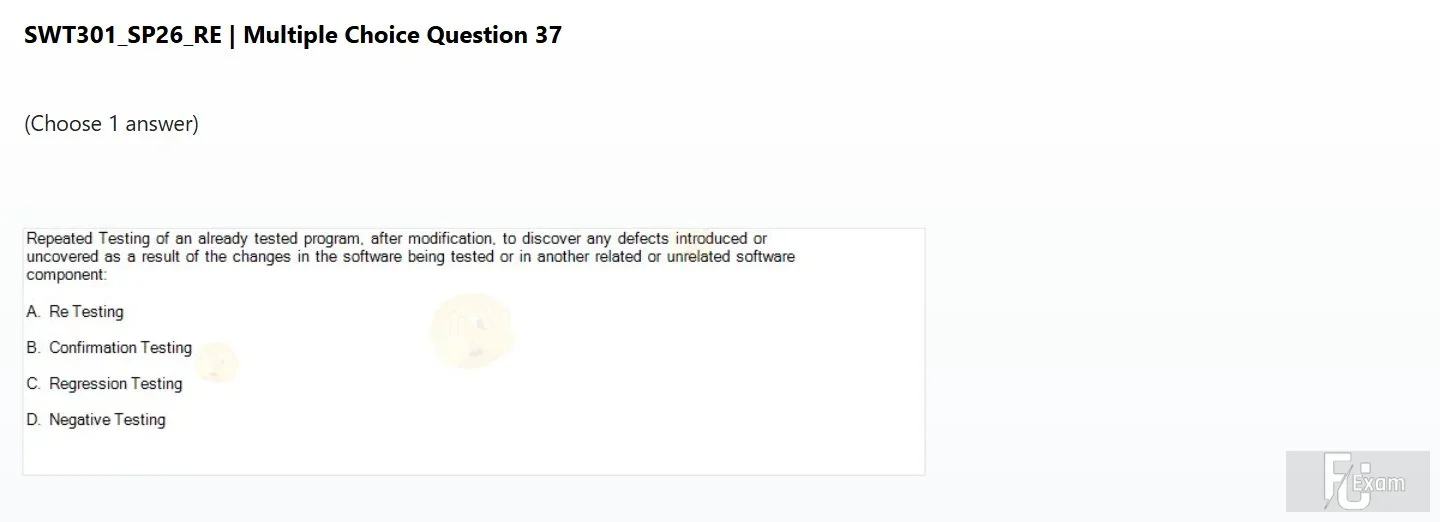 SWT301_SP26_RE | Multiple Choice Question 37
(Choose 1 answer)
Repeated Testing of an already tested program, after modification, to discover any defects introduced or
uncovered as a result of the changes in the software being tested or in another related or unrelated software
component:
A. Re Testing
B. Confirmation Testing
C. Regression Testing
D. Negative Testing
FU Exam